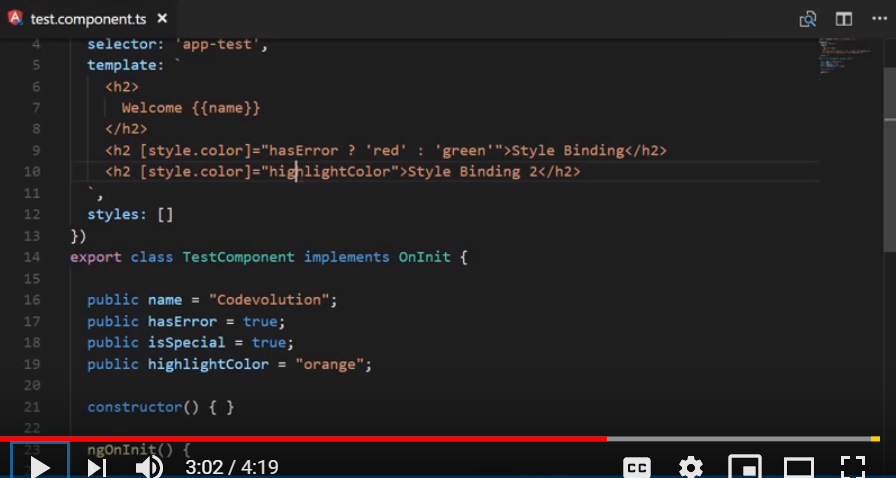 test.component.ts
4 selector: 'app-test',
5 template: `
6 <h2>
7 Welcome {{name}}
8 </h2>
9 <h2 [style.color]="hasError ? 'red' : 'green'">Style Binding</h2>
10 <h2 [style.color]="highlightColor">Style Binding 2</h2>
11 `,
12 styles: []
13 })
14 export class TestComponent implements OnInit {
15
16 public name = "Codevolution";
17 public hasError = true;
18 public isSpecial = true;
19 public highlightColor = "orange";
20
21 constructor() { }
22
23 ngOnInit() {
3:02 / 4:19
CC